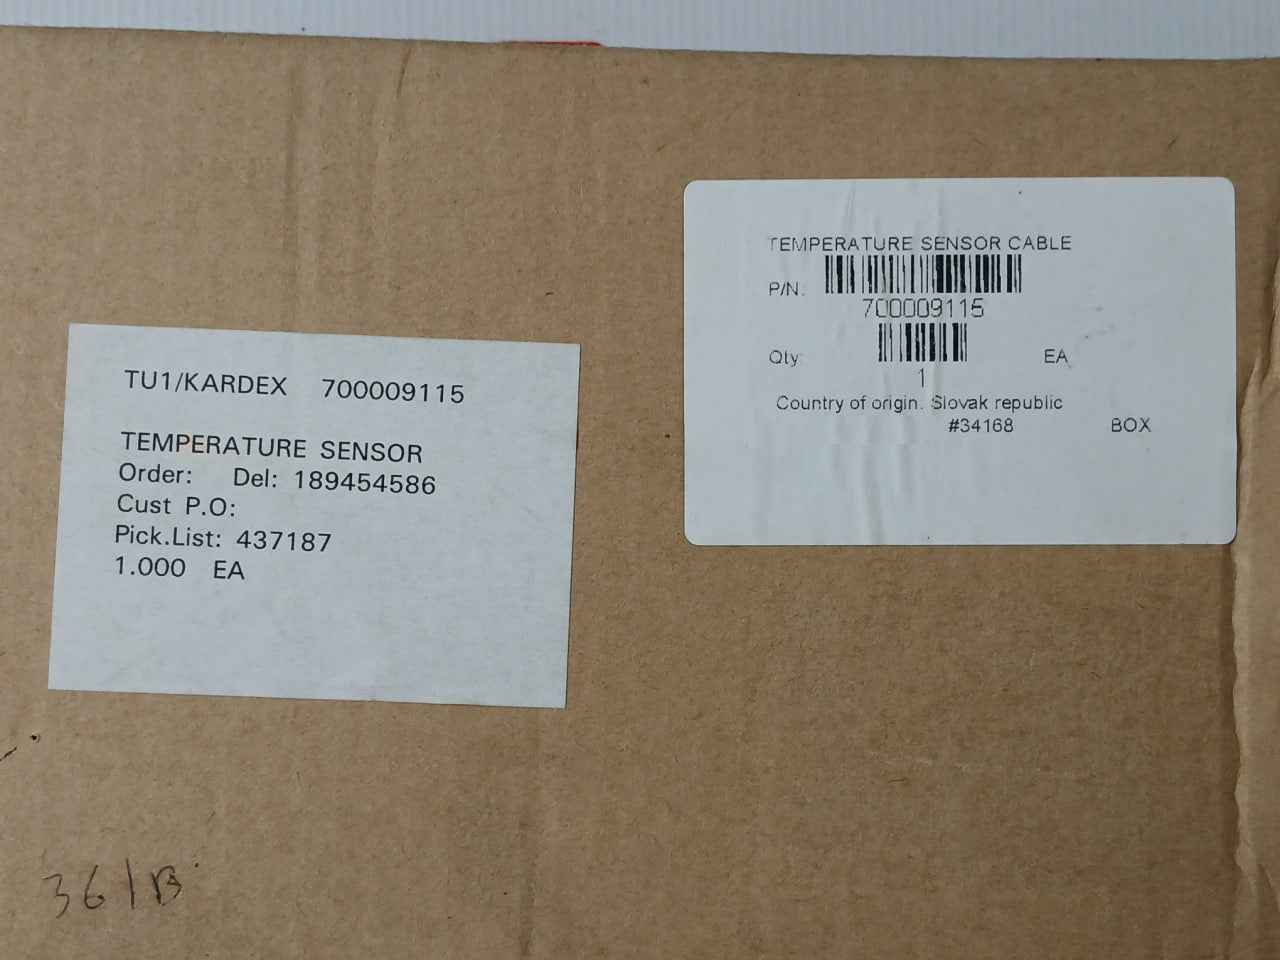 TU1/KARDEX 700009115
TEMPERATURE SENSOR
Order: Del: 189454586
Cust P.O:
Pick.List: 437187
1.000 EA
TEMPERATURE SENSOR CABLE
P/N:
700009115
Qty: EA
1
Country of origin: Slovak republic
#34168 BOX
361B